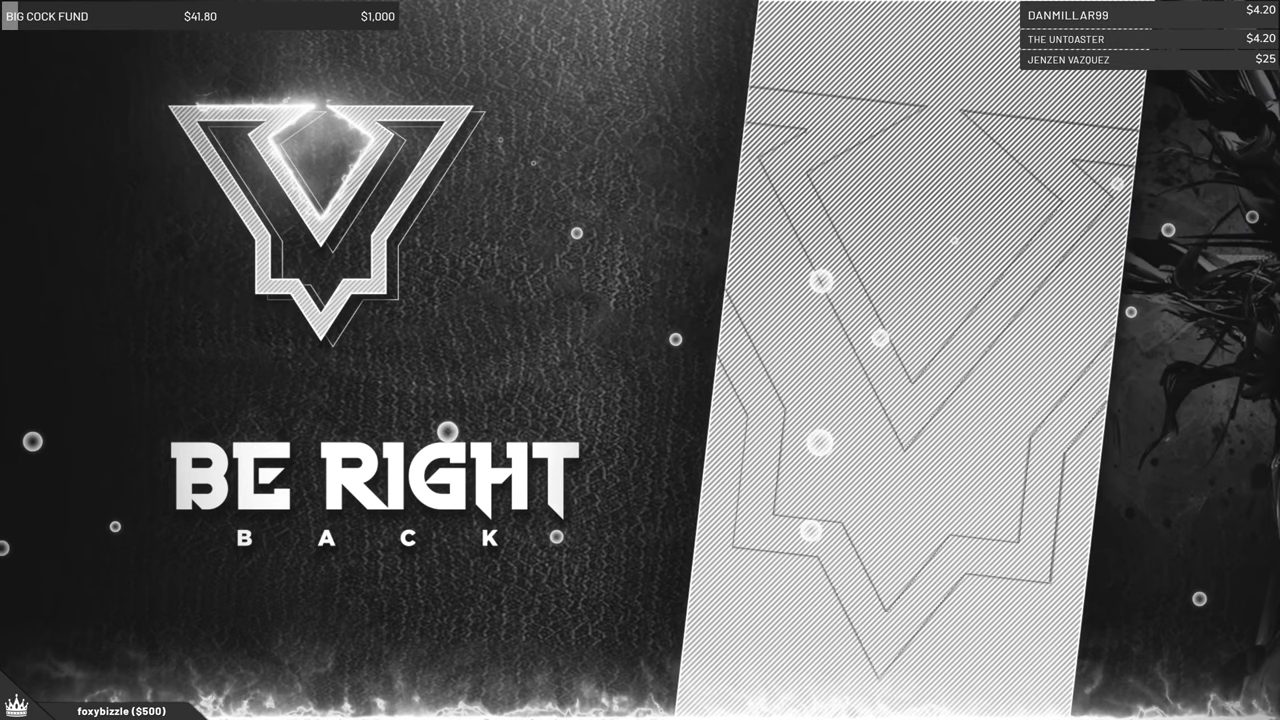 BIG COCK FUND $41.80 $1,000
DANMILLAR99 $4.20
THE UNTOASTER $4.20
JENZEN VAZQUEZ $25
BE RIGHT
BACK
foxybizzle ($500)